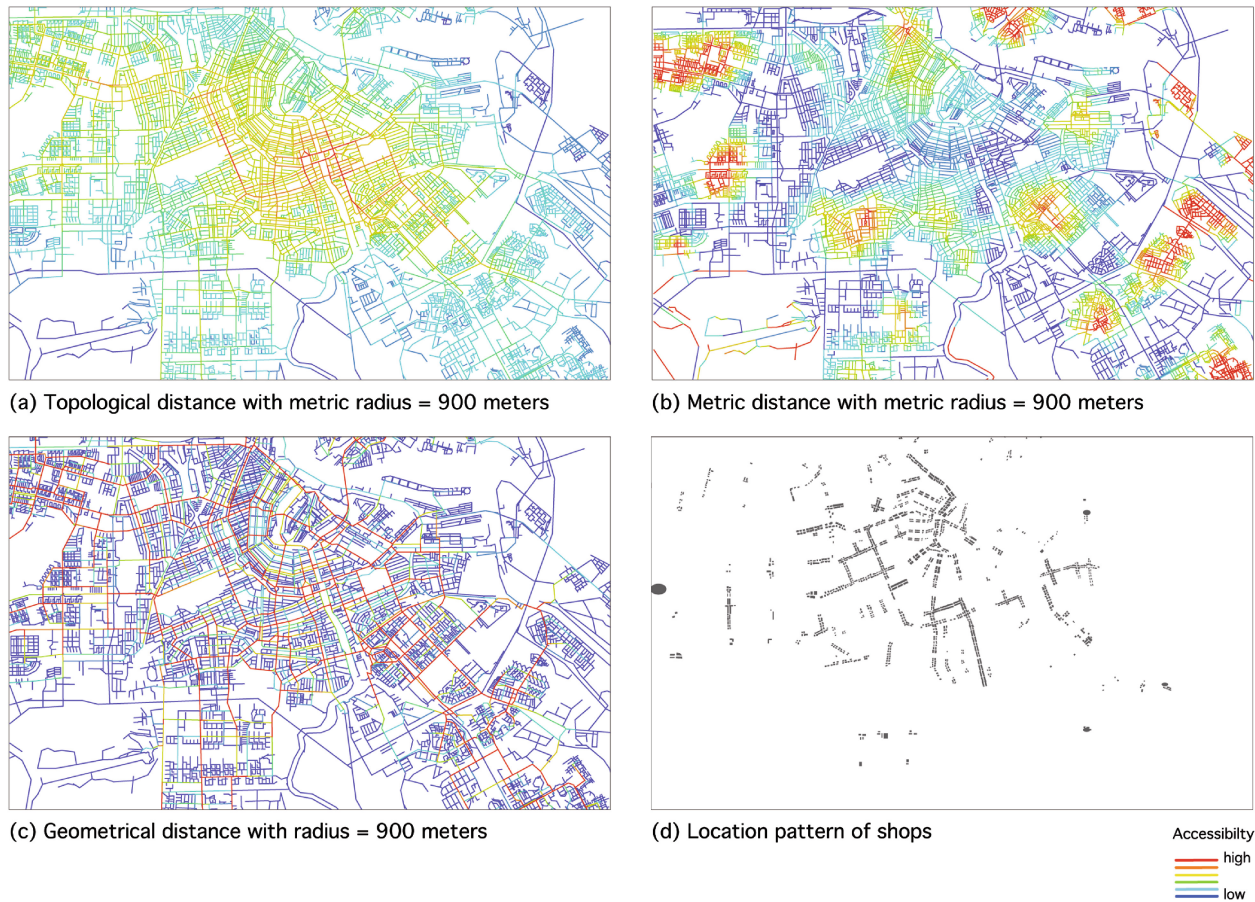 (a) Topological distance with metric radius = 900 meters
(b) Metric distance with metric radius = 900 meters
(c) Geometrical distance with radius = 900 meters
(d) Location pattern of shops
Accessibilty
high
low